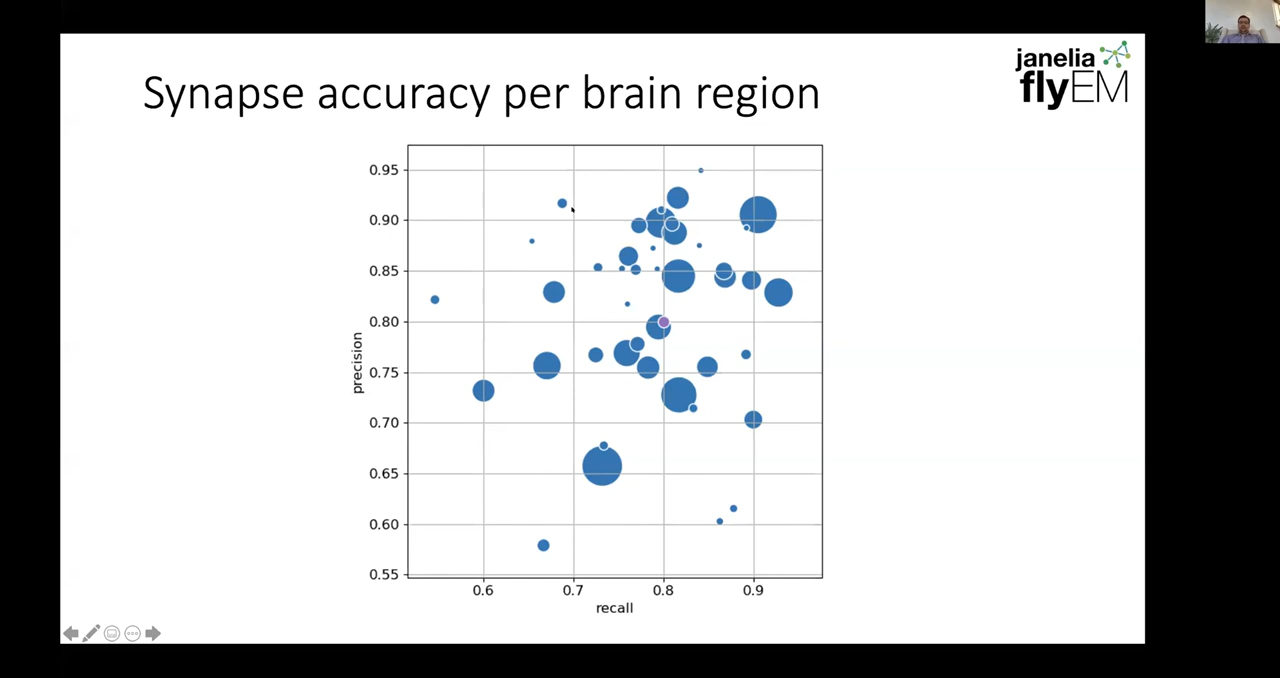 Synapse accuracy per brain region
janelia
flyEM
0.95
0.90
0.85
0.80
0.75
0.70
0.65
0.60
0.55
precision
0.6 0.7 0.8 0.9
recall